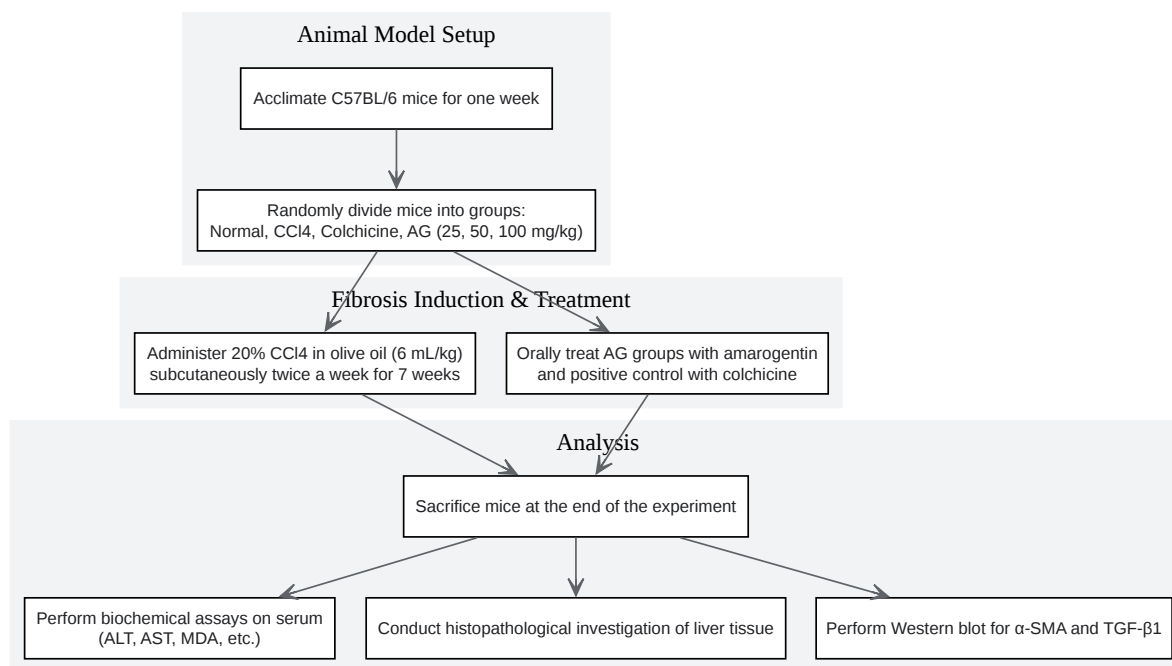 Animal Model Setup
Acclimate C57BL/6 mice for one week
Randomly divide mice into groups:
Normal, CCl4, Colchicine, AG (25, 50, 100 mg/kg)
Fibrosis Induction & Treatment
Administer 20% CCl4 in olive oil (6 mL/kg)
subcutaneously twice a week for 7 weeks
Orally treat AG groups with amarogentin
and positive control with colchicine
Analysis
Sacrifice mice at the end of the experiment
Perform biochemical assays on serum
(ALT, AST, MDA, etc.)
Conduct histopathological investigation of liver tissue
Perform Western blot for α-SMA and TGF-β1